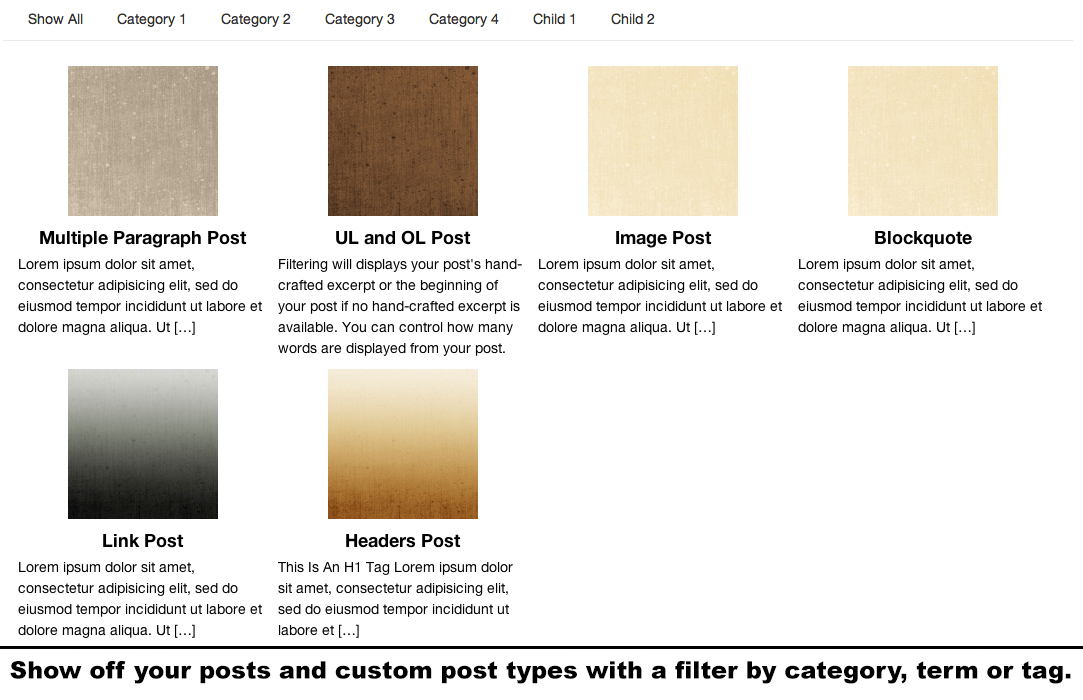 Show All Category 1 Category 2 Category 3 Category 4 Child 1 Child 2
Multiple Paragraph Post
Lorem ipsum dolor sit amet,
consectetur adipisicing elit, sed do
eiusmod tempor incididunt ut labore et
dolore magna aliqua. Ut […]
UL and OL Post
Filtering will displays your post's hand-
crafted excerpt or the beginning of
your post if no hand-crafted excerpt is
available. You can control how many
words are displayed from your post.
Image Post
Lorem ipsum dolor sit amet,
consectetur adipisicing elit, sed do
eiusmod tempor incididunt ut labore et
dolore magna aliqua. Ut […]
Blockquote
Lorem ipsum dolor sit amet,
consectetur adipisicing elit, sed do
eiusmod tempor incididunt ut labore et
dolore magna aliqua. Ut […]
Link Post
Lorem ipsum dolor sit amet,
consectetur adipisicing elit, sed do
eiusmod tempor incididunt ut labore et
dolore magna aliqua. Ut […]
Headers Post
This Is An H1 Tag Lorem ipsum dolor
sit amet, consectetur adipisicing elit,
sed do eiusmod tempor incididunt ut
labore et […]
Show off your posts and custom post types with a filter by category, term or tag.